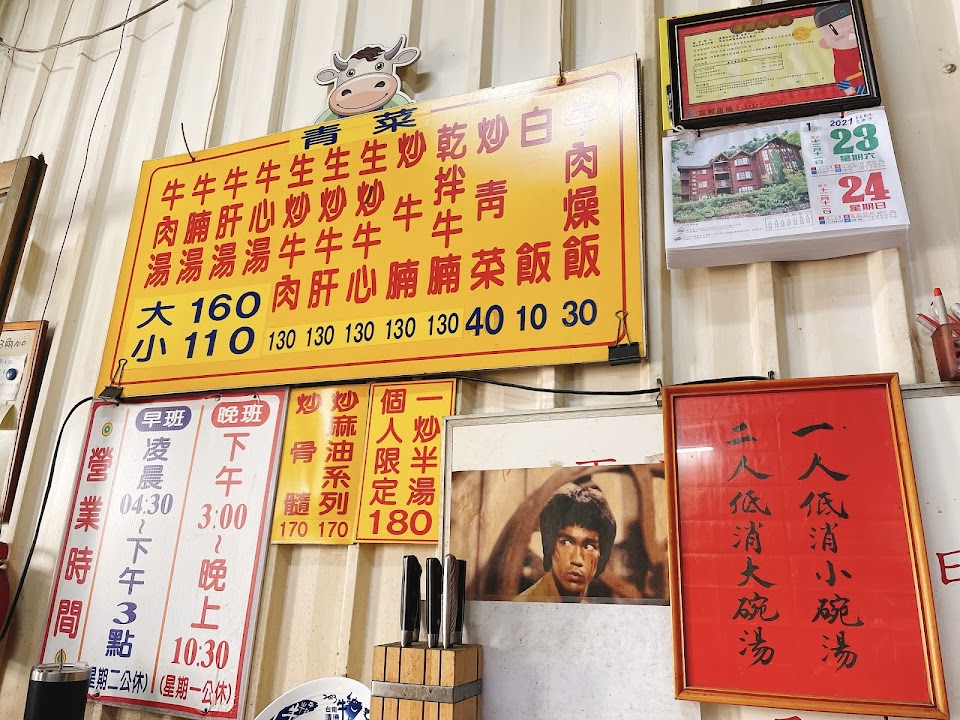 青菜
牛肉湯
牛腩湯
牛肝湯
牛心湯
大 160
小 110
生炒牛肉 130
生炒牛肝 130
生炒牛心 130
炒牛腩 130
乾拌牛腩 130
炒青菜 40
白飯 10
牛肉燥飯 30
2021
1
23
星期六
24
星期日
營業時間
早班
凌晨
04:30
~
下午
3
點
(星期二公休)
晚班
下午
3:00
~
晚上
10:30
(星期一公休)
炒骨髓
170
炒麻油系列
170
一炒半湯
個人限定
180
一人低消小碗湯
二人低消大碗湯
日